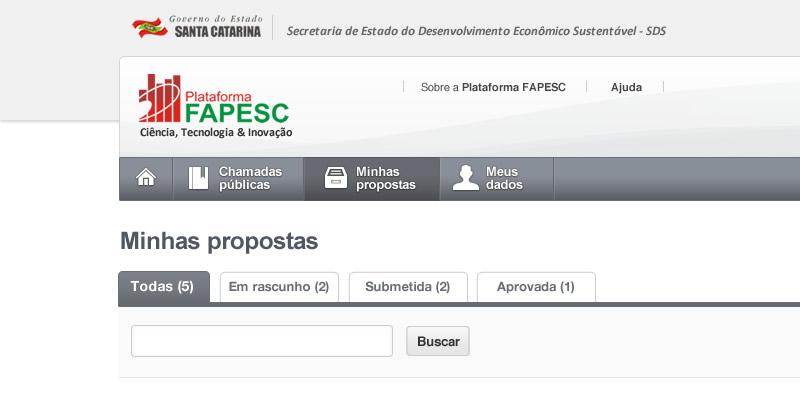 Governo do Estado
SANTA CATARINA
Secretaria de Estado do Desenvolvimento Econômico Sustentável - SDS
Plataforma
FAPESC
Ciência, Tecnologia & Inovação
Sobre a Plataforma FAPESC
Ajuda
Chamadas
públicas
Minhas
propostas
Meus
dados
Minhas propostas
Todas (5)
Em rascunho (2)
Submetida (2)
Aprovada (1)
Buscar